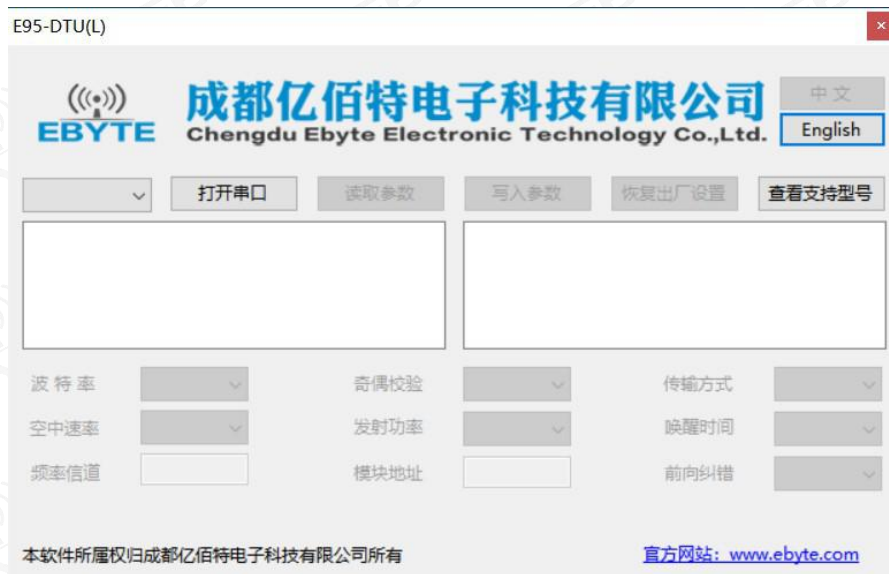 E95-DTU(L)
×
EBYTE
成都亿佰特电子科技有限公司
Chengdu Ebyte Electronic Technology Co.,Ltd.
中文
English
打开串口
读取参数
写入参数
恢复出厂设置
查看支持型号
波特率
奇偶校验
传输方式
空中速率
发射功率
唤醒时间
频率信道
模块地址
前向纠错
本软件所属权归成都亿佰特电子科技有限公司所有
官方网站：www.ebyte.com